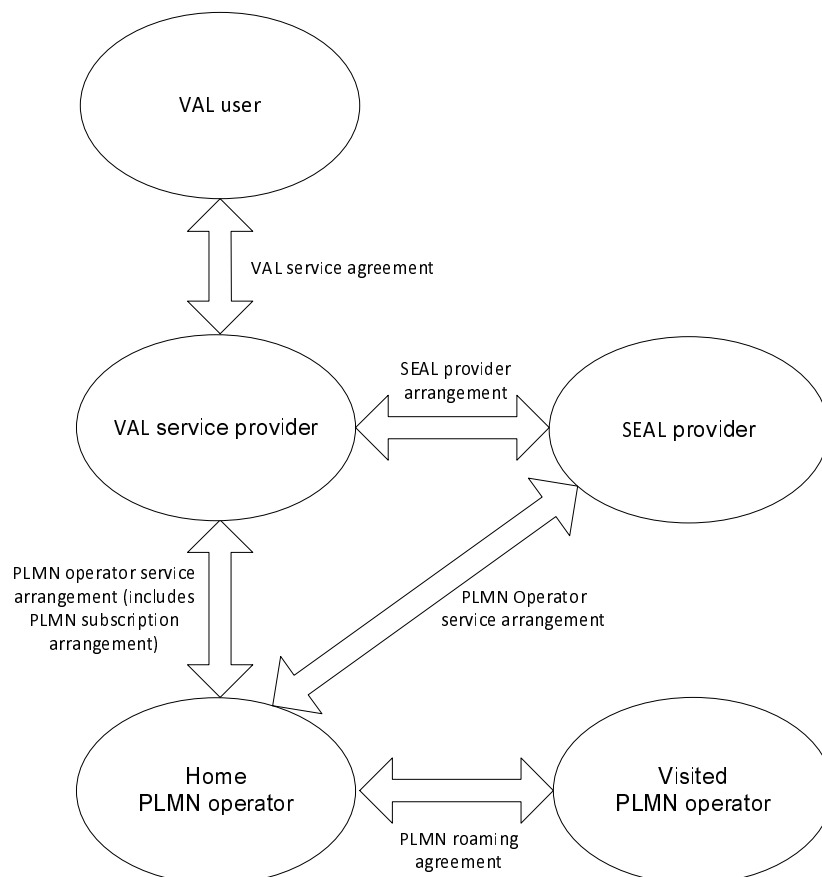 VAL user
VAL service agreement
SEAL provider
arrangement
VAL service provider
SEAL provider
PLMN operator service
arrangement (includes
PLMN subscription
arrangement)
PLMN Operator
service arrangement
Home
PLMN operator
Visited
PLMN operator
PLMN roaming
agreement